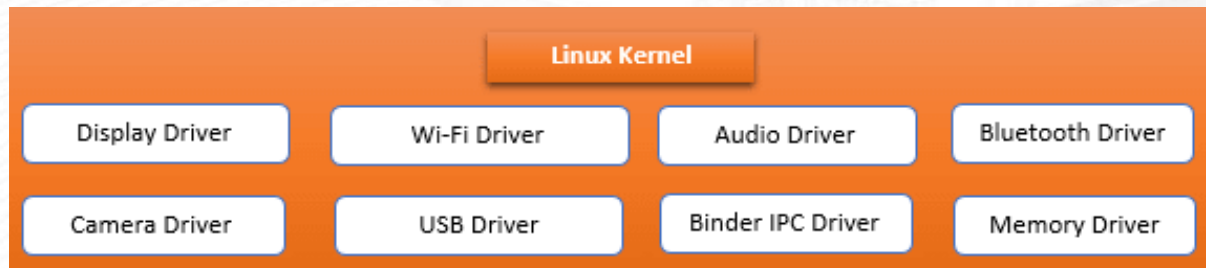 Linux Kernel
Display Driver
Wi-Fi Driver
Audio Driver
Bluetooth Driver
Camera Driver
USB Driver
Binder IPC Driver
Memory Driver